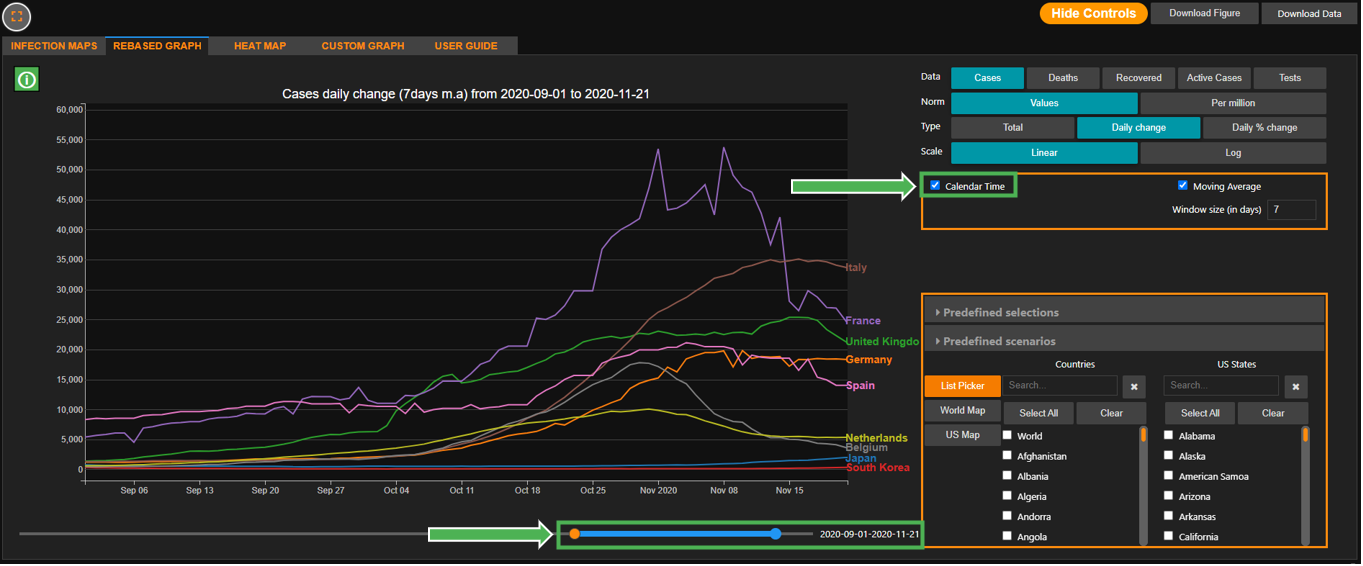 Hide Controls
Download Figure
Download Data
INFECTION MAPS
REBASED GRAPH
HEAT MAP
CUSTOM GRAPH
USER GUIDE
Cases daily change (7days m.a) from 2020-09-01 to 2020-11-21
60,000
55,000
50,000
45,000
40,000
35,000
30,000
25,000
20,000
15,000
10,000
5,000
0
Sep 06
Sep 13
Sep 20
Sep 27
Oct 04
Oct 11
Oct 18
Oct 25
Nov 2020
Nov 08
Nov 15
Italy
France
United Kingdo
Germany
Spain
Netherlands
Belgium
Japan
South Korea
2020-09-01-2020-11-21
Data Cases Deaths Recovered Active Cases Tests
Norm Values Per million
Type Total Daily change Daily % change
Scale Linear Log
Calendar Time
Moving Average
Window size (in days) 7
Predefined selections
Predefined scenarios
List Picker
World Map
US Map
Countries
Search...
Select All Clear
World
Afghanistan
Albania
Algeria
Andorra
Angola
US States
Search...
Select All Clear
Alabama
Alaska
American Samoa
Arizona
Arkansas
California